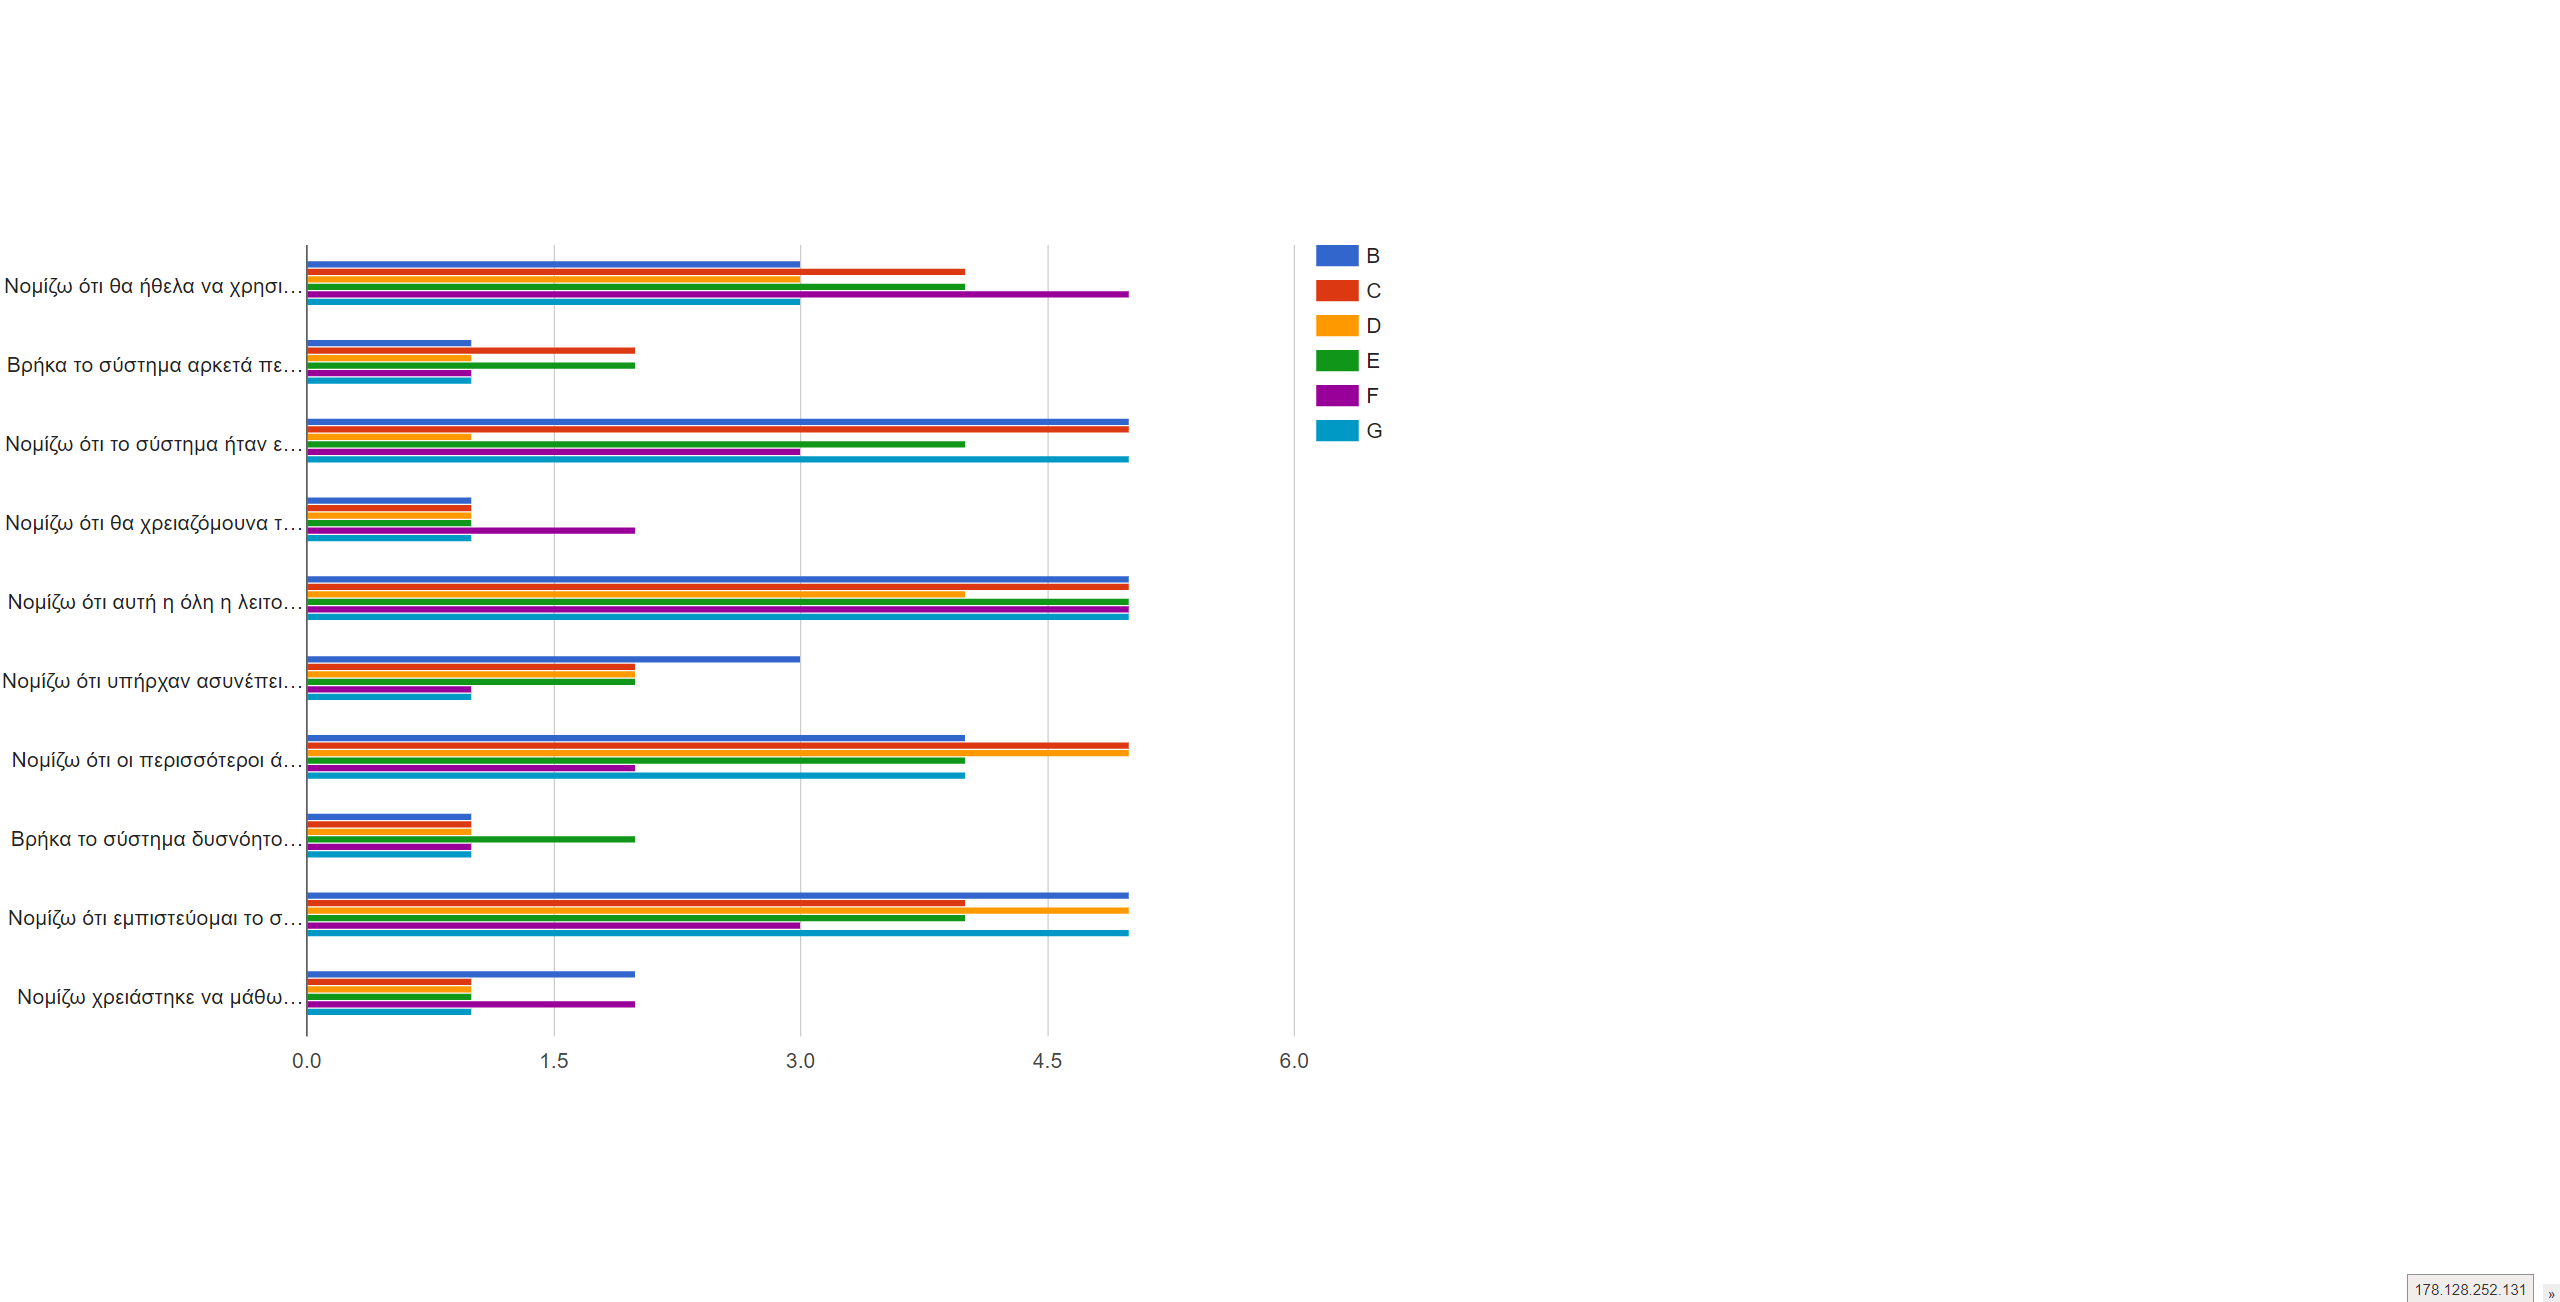 Νομίζω ότι θα ήθελα να χρησι…
Βρήκα το σύστημα αρκετά πε…
Νομίζω ότι το σύστημα ήταν ε…
Νομίζω ότι θα χρειαζόμουνα τ…
Νομίζω ότι αυτή η όλη η λειτο…
Νομίζω ότι υπήρχαν ασυνέπει…
Νομίζω ότι οι περισσότεροι ά…
Βρήκα το σύστημα δυσνόητο…
Νομίζω ότι εμπιστεύομαι το σ…
Νομίζω χρειάστηκε να μάθω…
0.0 1.5 3.0 4.5 6.0
B
C
D
E
F
G
178.128.252.131 »